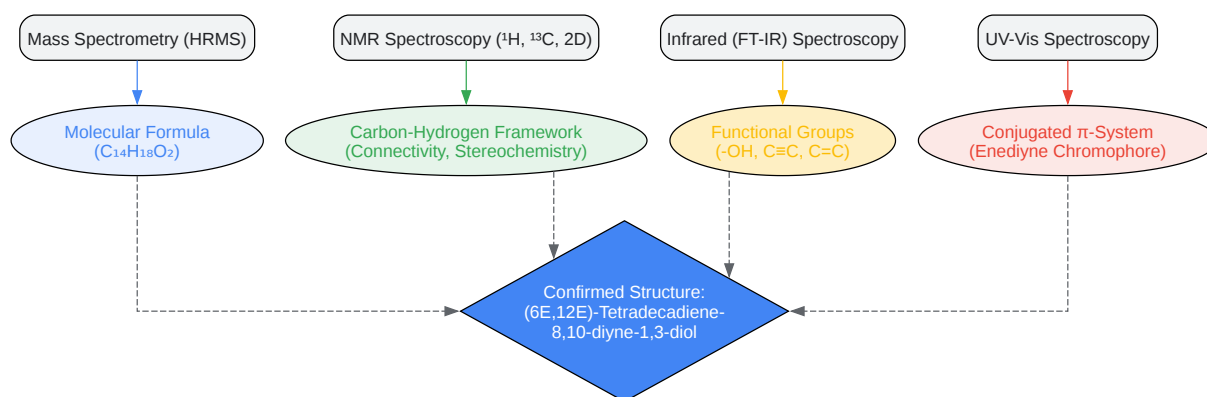 Mass Spectrometry (HRMS)
NMR Spectroscopy (¹H, ¹³C, 2D)
Infrared (FT-IR) Spectroscopy
UV-Vis Spectroscopy
Molecular Formula
(C₁₄H₁₈O₂)
Carbon-Hydrogen Framework
(Connectivity, Stereochemistry)
Functional Groups
(-OH, C≡C, C=C)
Conjugated π-System
(Enediyne Chromophore)
Confirmed Structure:
(6E,12E)-Tetradecadiene-
8,10-diyne-1,3-diol